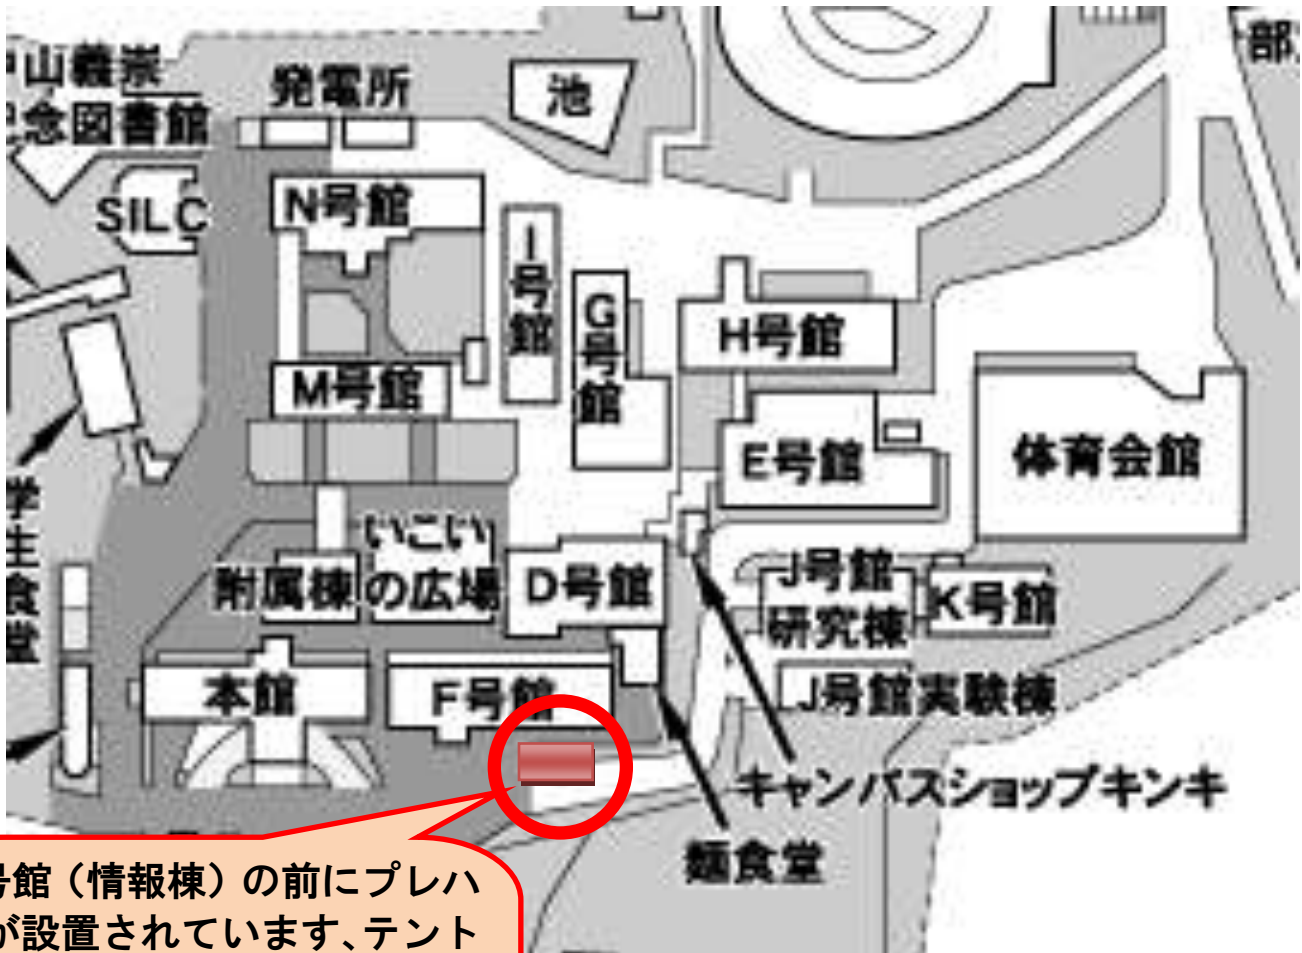 山義崇
念図書館
発電所
池
部
SILC
N号館
I号館
G号館
H号館
M号館
E号館
体育会館
学生食堂
いこい
の広場
附属棟
D号館
J号館
研究棟
K号館
本館
F号館
J号館実験棟
キャンパスショップキンキ
麺食堂
号館（情報棟）の前にプレハ
が設置されています、テント